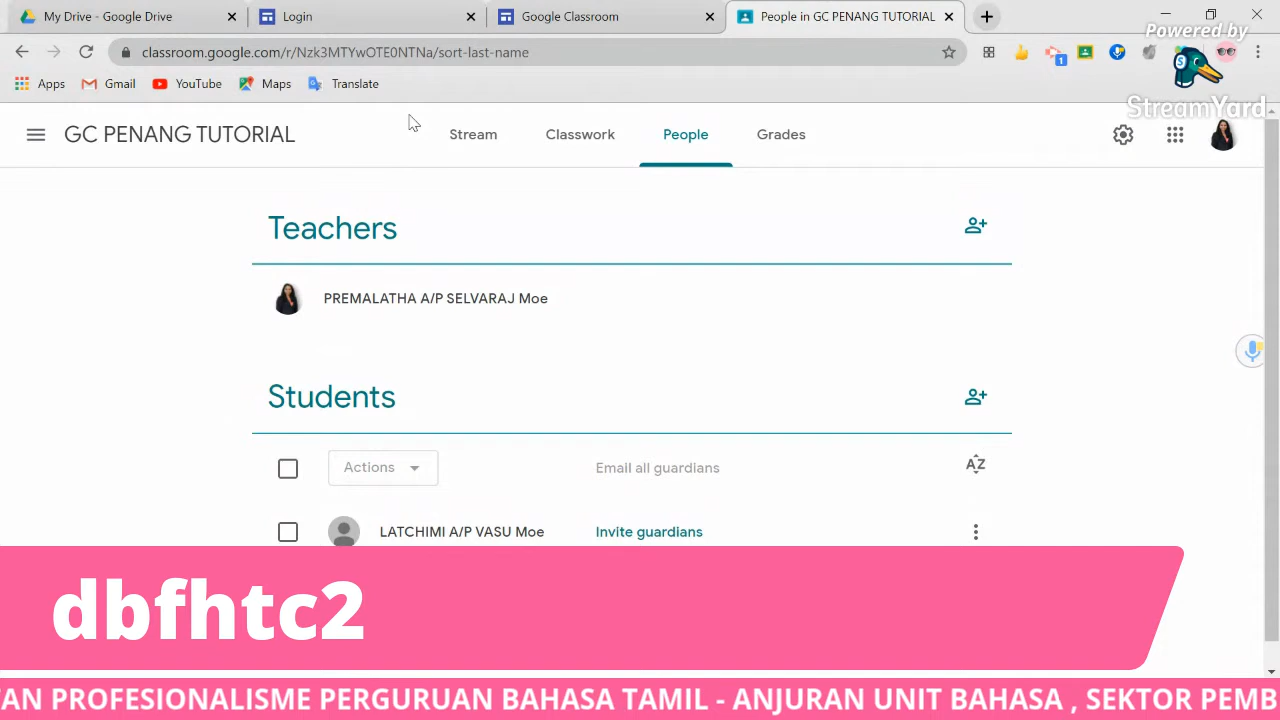 My Drive - Google Drive
Login
Google Classroom
People in GC PENANG TUTORIAL
classroom.google.com/r/Nzk3MTYwOTE0NTNa/sort-last-name
1
Powered by
S
StreamYard
Apps
Gmail
YouTube
Maps
Translate
GC PENANG TUTORIAL
Stream
Classwork
People
Grades
Teachers
PREMALATHA A/P SELVARAJ Moe
Students
Actions
Email all guardians
AZ
LATCHIMI A/P VASU Moe
Invite guardians
dbfhtc2
TAN PROFESIONALISME PERGURUAN BAHASA TAMIL - ANJURAN UNIT BAHASA , SEKTOR PEMB